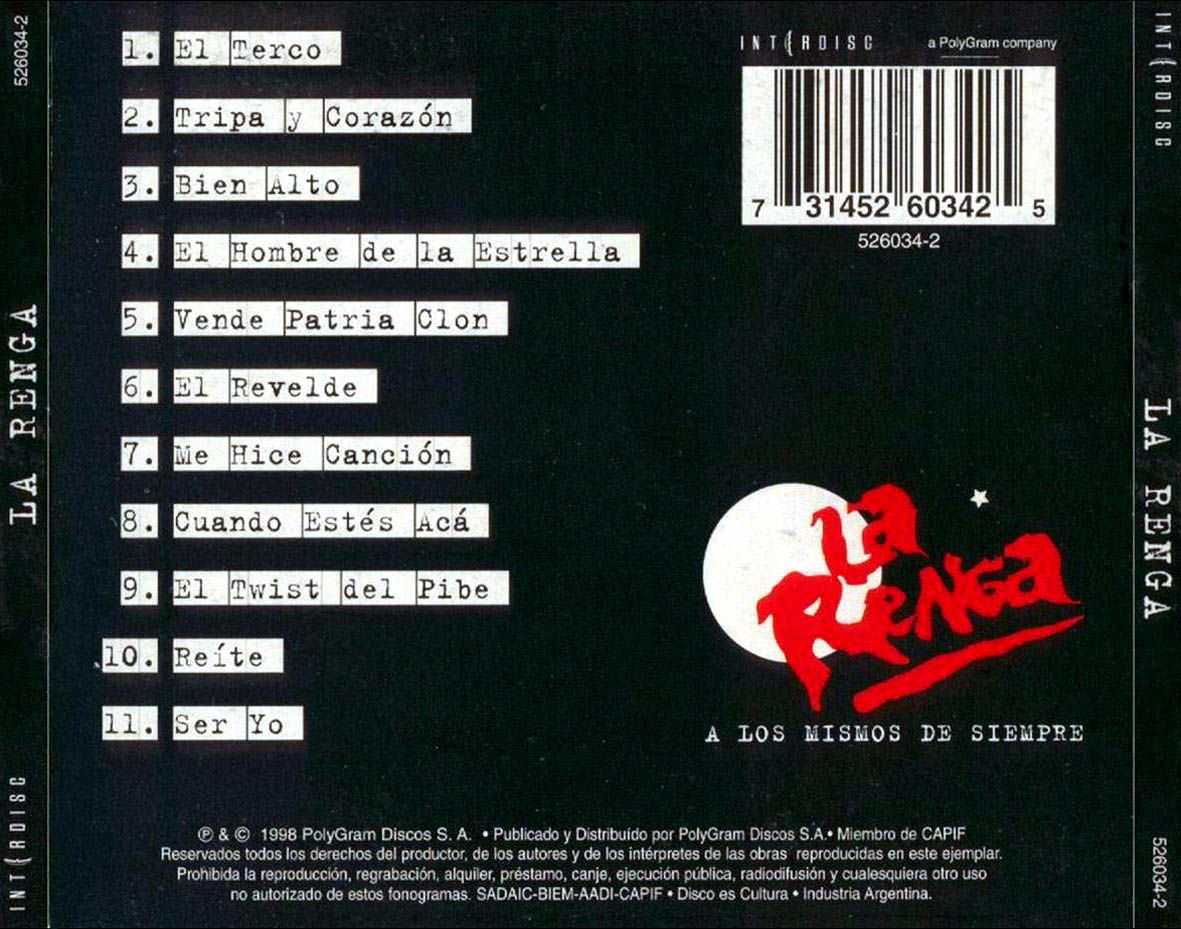 526034-2
LA RENGA
INTERDISC
1. El Terco
2. Tripa y Corazón
3. Bien Alto
4. El Hombre de la Estrella
5. Vende Patria Clon
6. El Revelde
7. Me Hice Canción
8. Cuando Estés Acá
9. El Twist del Pibe
10. Reíte
11. Ser Yo
INTERDISC a PolyGram company
7 31452 60342 5
526034-2
La
Renga
A LOS MISMOS DE SIEMPRE
℗ & © 1998 PolyGram Discos S. A. • Publicado y Distribuído por PolyGram Discos S.A.• Miembro de CAPIF
Reservados todos los derechos del productor, de los autores y de los intérpretes de las obras reproducidas en este ejemplar.
Prohibida la reproducción, regrabación, alquiler, préstamo, canje, ejecución pública, radiodifusión y cualesquiera otro uso
no autorizado de estos fonogramas. SADAIC-BIEM-AADI-CAPIF • Disco es Cultura • Industria Argentina.
INTERDISC
LA RENGA
526034-2